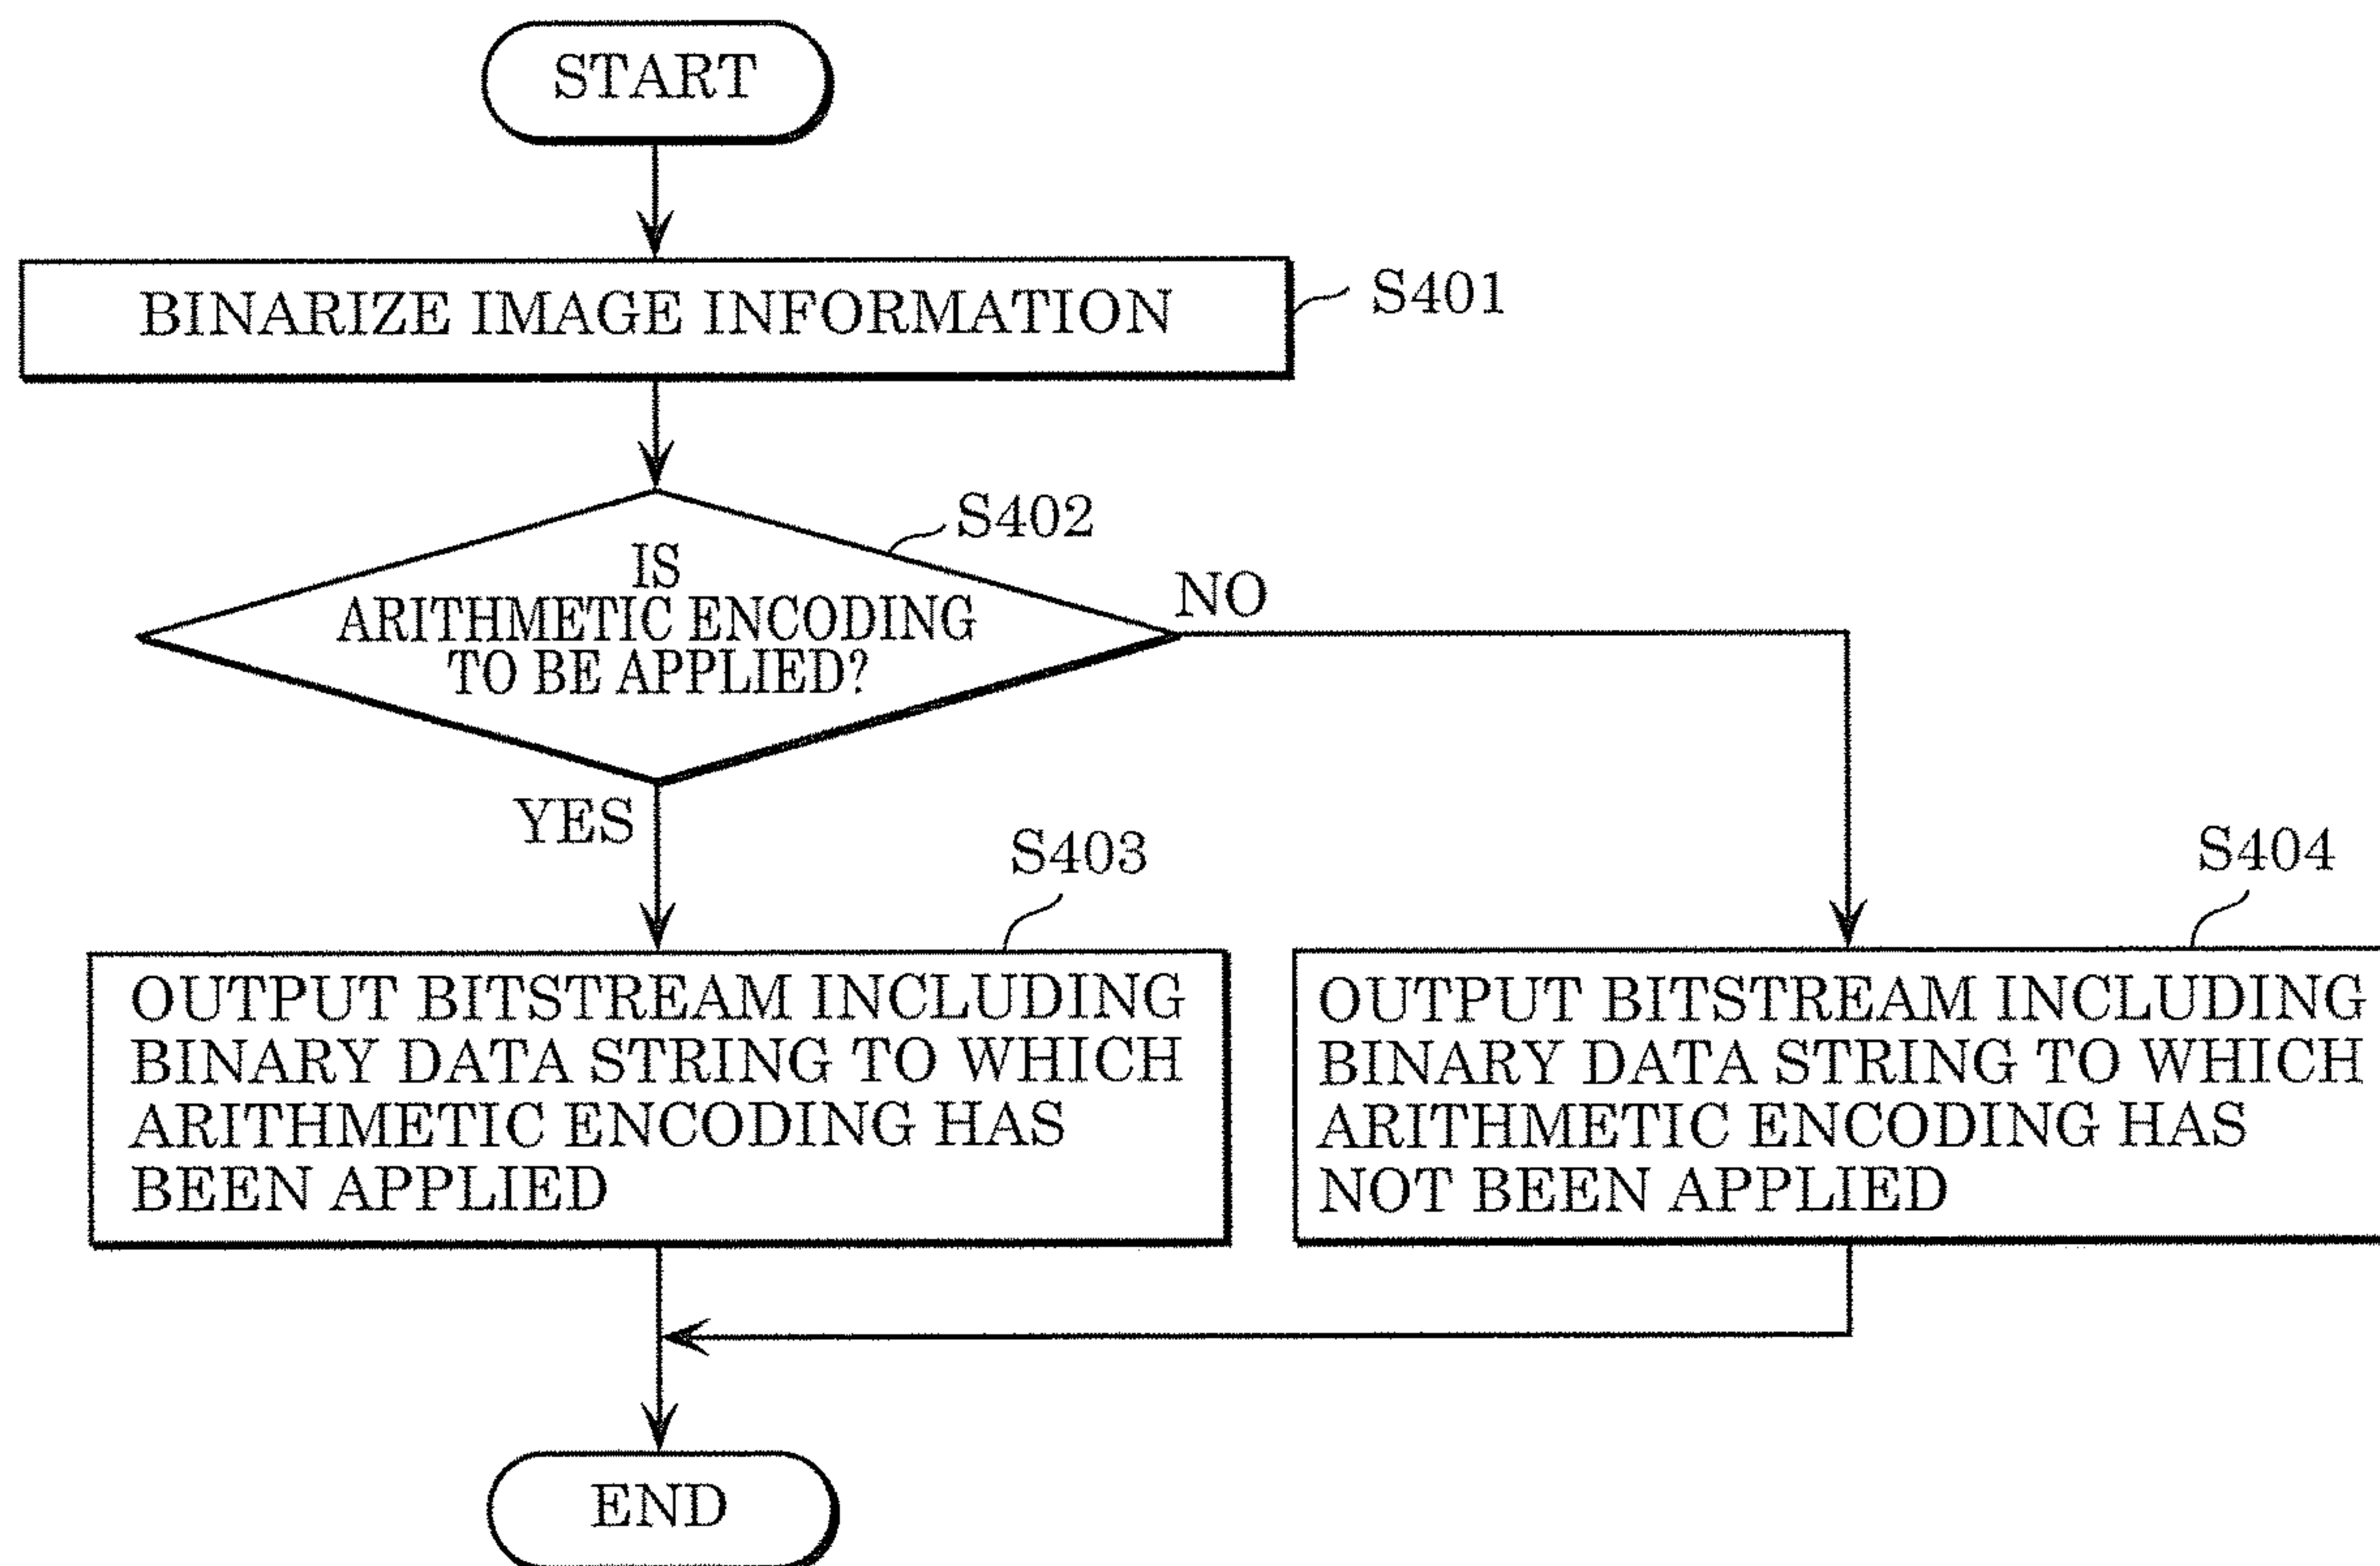 START
BINARIZE IMAGE INFORMATION
S401
S402
IS
ARITHMETIC ENCODING
TO BE APPLIED?
NO
YES
S403
OUTPUT BITSTREAM INCLUDING
BINARY DATA STRING TO WHICH
ARITHMETIC ENCODING HAS
BEEN APPLIED
S404
OUTPUT BITSTREAM INCLUDING
BINARY DATA STRING TO WHICH
ARITHMETIC ENCODING HAS
NOT BEEN APPLIED
END